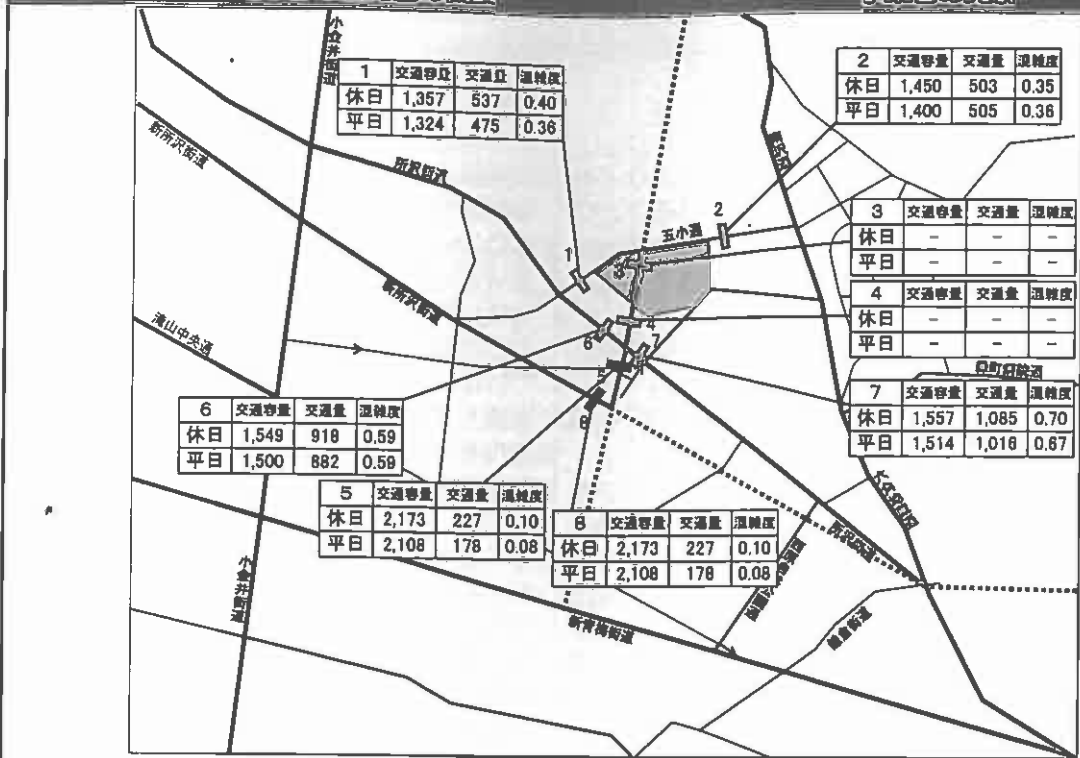 小金井街道
1 交通容量 交通量 混雑度
休日 1,357 537 0.40
平日 1,324 475 0.36
2 交通容量 交通量 混雑度
休日 1,450 503 0.35
平日 1,400 505 0.36
新所沢街道
所沢街道
五小通
2
1
3
3 交通容量 交通量 混雑度
休日 - - -
平日 - - -
4 交通容量 交通量 混雑度
休日 - - -
平日 - - -
新所沢街道
滝山中央通
4
6
7
5
8
7 交通容量 交通量 混雑度
休日 1,557 1,085 0.70
平日 1,514 1,016 0.67
6 交通容量 交通量 混雑度
休日 1,549 918 0.59
平日 1,500 882 0.59
5 交通容量 交通量 混雑度
休日 2,173 227 0.10
平日 2,108 178 0.08
8 交通容量 交通量 混雑度
休日 2,173 227 0.10
平日 2,108 178 0.08
所沢街道
小金井街道
新青梅街道